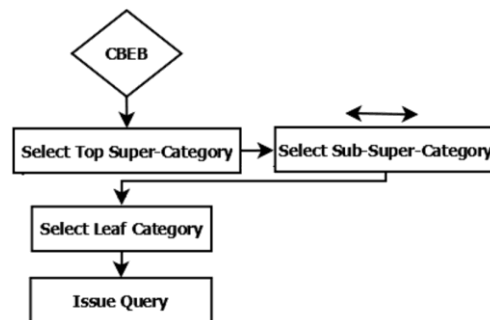 CBEB
Select Top Super-Category
Select Sub-Super-Category
Select Leaf Category
Issue Query